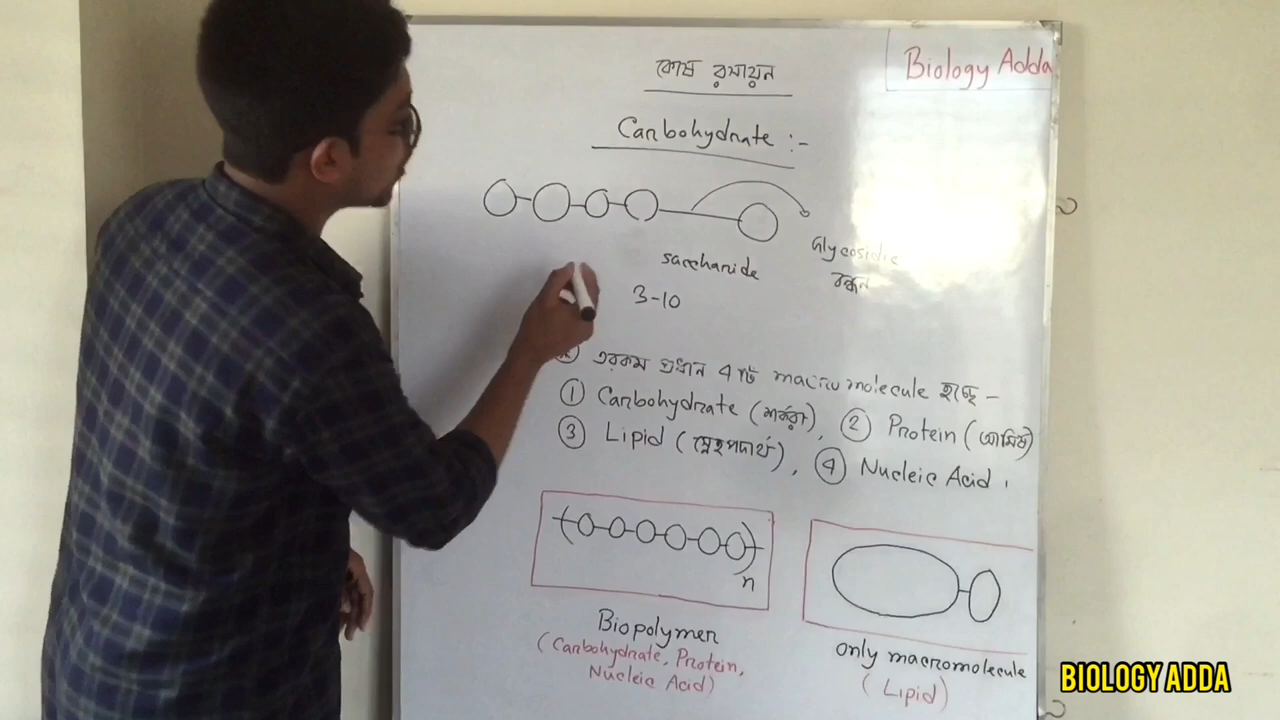 Biology Adda
কোষ রসায়ন
Carbohydrate :-
Glycosidic
বন্ধন
saccharide
3-10
এরকম প্রধান 4টি macromolecule হচ্ছে -
① Carbohydrate (শর্করা), ② Protein (আমিষ)
③ Lipid (স্নেহপদার্থ), ④ Nucleic Acid।
n
Biopolymer
(Carbohydrate, Protein,
Nucleic Acid)
only macromolecule
(Lipid)
BIOLOGY ADDA